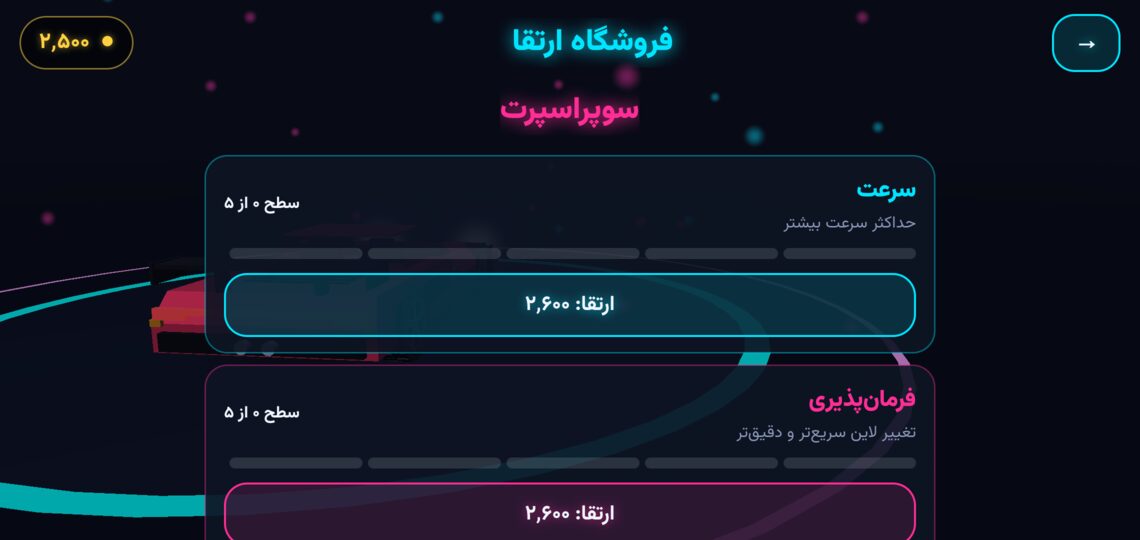 →
فروشگاه ارتقا
۲,۵۰۰
سوپراسپرت
سرعت
حداکثر سرعت بیشتر
سطح ۰ از ۵
ارتقا: ۲,۶۰۰
فرمان‌پذیری
تغییر لاین سریع‌تر و دقیق‌تر
سطح ۰ از ۵
ارتقا: ۲,۶۰۰